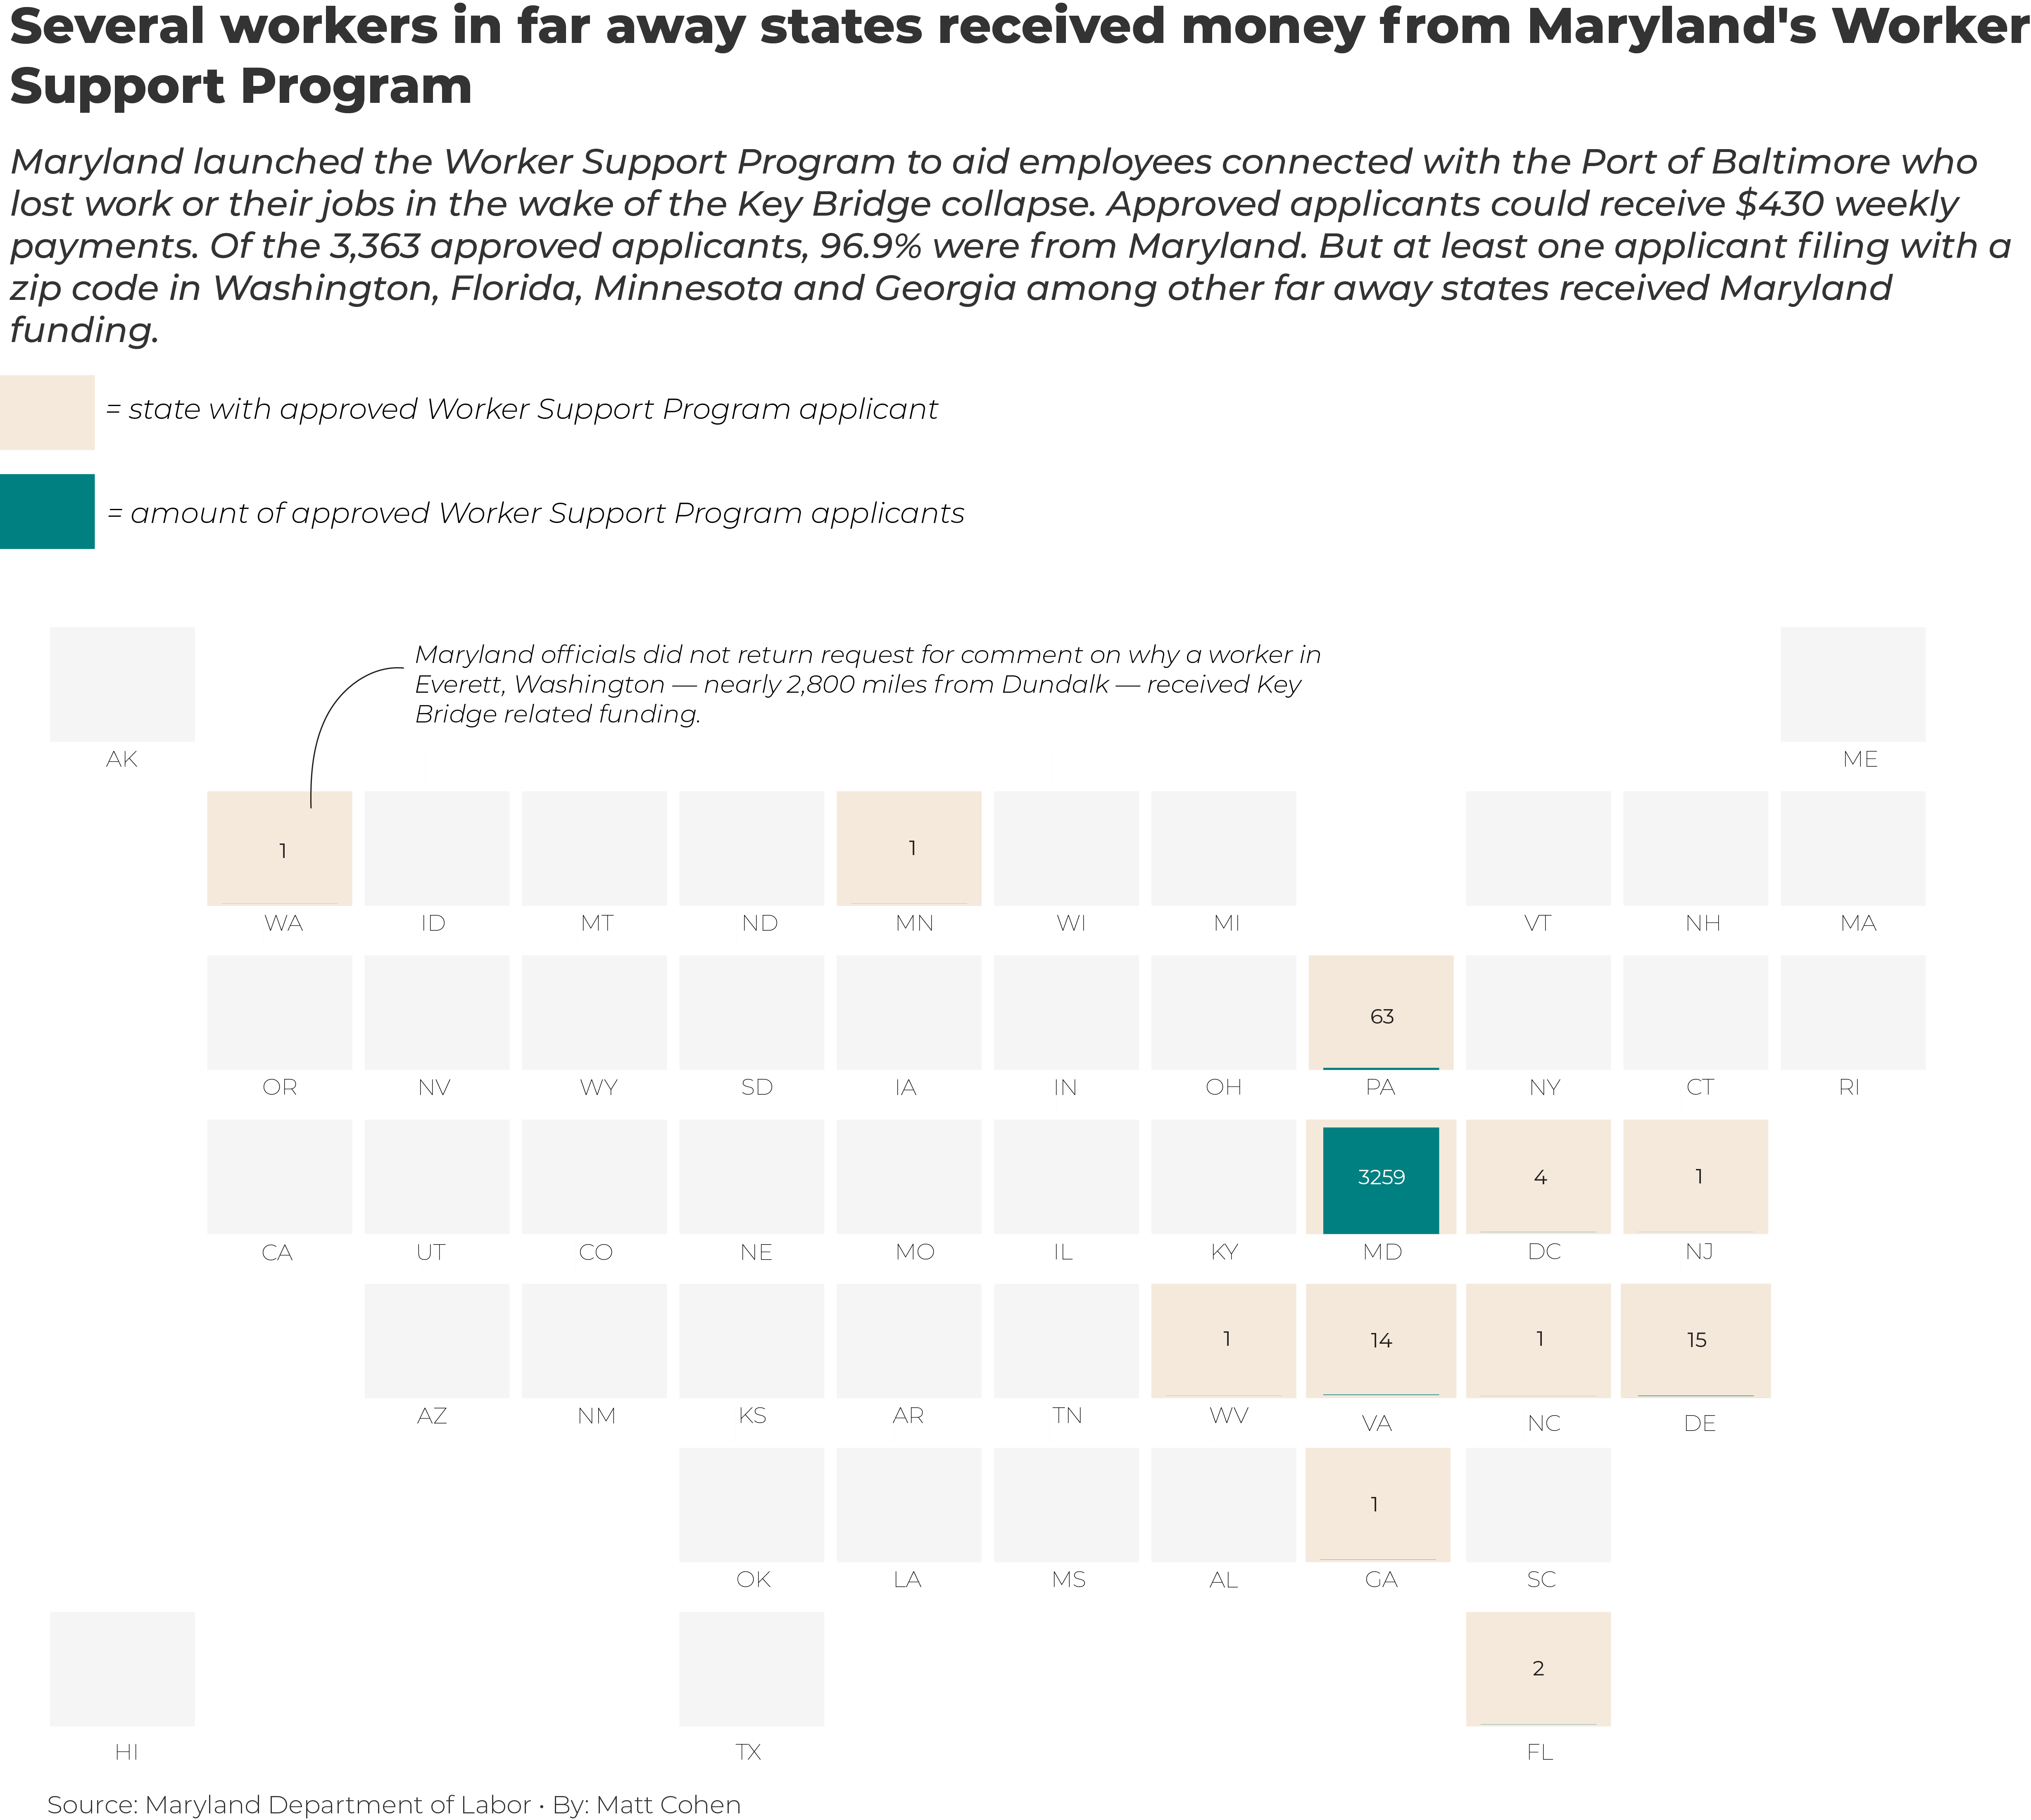 Several workers in far away states received money from Maryland's Worker
Support Program
Maryland launched the Worker Support Program to aid employees connected with the Port of Baltimore who
lost work or their jobs in the wake of the Key Bridge collapse. Approved applicants could receive $430 weekly
payments. Of the 3,363 approved applicants, 96.9% were from Maryland. But at least one applicant filing with a
zip code in Washington, Florida, Minnesota and Georgia among other far away states received Maryland
funding.
= state with approved Worker Support Program applicant
= amount of approved Worker Support Program applicants
Maryland officials did not return request for comment on why a worker in
Everett, Washington — nearly 2,800 miles from Dundalk — received Key
Bridge related funding.
AK ME
1 1
WA ID MT ND MN WI MI VT NH MA
63
OR NV WY SD IA IN OH PA NY CT RI
3259 4 1
CA UT CO NE MO IL KY MD DC NJ
1 14 1 15
AZ NM KS AR TN WV VA NC DE
1
OK LA MS AL GA SC
2
HI TX FL
Source: Maryland Department of Labor • By: Matt Cohen